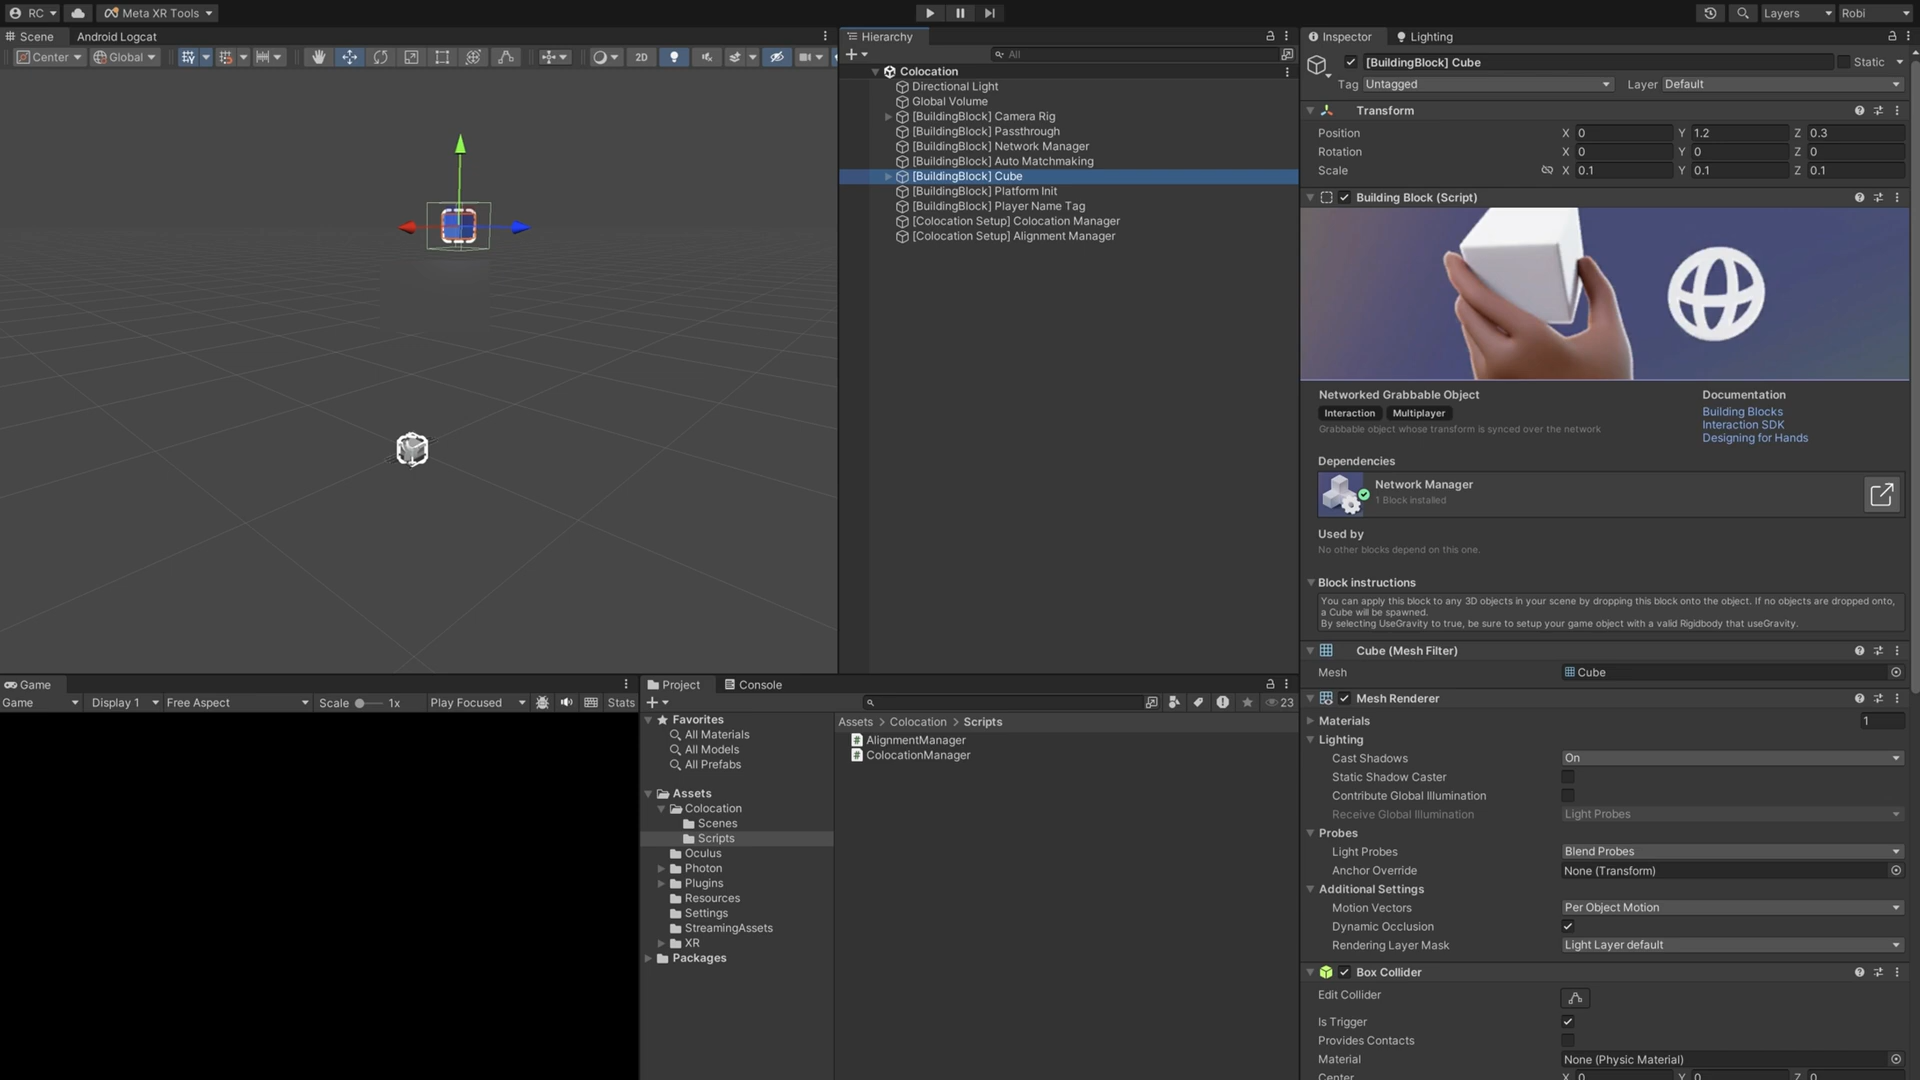 RC
Meta XR Tools
Layers
Robi
Scene
Android Logcat
Center
Global
2D
Hierarchy
All
Colocation
Directional Light
Global Volume
[BuildingBlock] Camera Rig
[BuildingBlock] Passthrough
[BuildingBlock] Network Manager
[BuildingBlock] Auto Matchmaking
[BuildingBlock] Cube
[BuildingBlock] Platform Init
[BuildingBlock] Player Name Tag
[Colocation Setup] Colocation Manager
[Colocation Setup] Alignment Manager
Inspector
Lighting
[BuildingBlock] Cube
Static
Tag Untagged
Layer Default
Transform
Position X 0 Y 1.2 Z 0.3
Rotation X 0 Y 0 Z 0
Scale X 0.1 Y 0.1 Z 0.1
Building Block (Script)
Networked Grabbable Object
Interaction
Multiplayer
Grabbable object whose transform is synced over the network
Documentation
Building Blocks
Interaction SDK
Designing for Hands
Dependencies
Network Manager
1 Block installed
Used by
No other blocks depend on this one.
Block instructions
You can apply this block to any 3D objects in your scene by dropping this block onto the object. If no objects are dropped onto,
a Cube will be spawned.
By selecting UseGravity to true, be sure to setup your game object with a valid Rigidbody that useGravity.
Cube (Mesh Filter)
Mesh Cube
Mesh Renderer
Materials 1
Lighting
Cast Shadows On
Static Shadow Caster
Contribute Global Illumination
Receive Global Illumination Light Probes
Probes
Light Probes Blend Probes
Anchor Override None (Transform)
Additional Settings
Motion Vectors Per Object Motion
Dynamic Occlusion
Rendering Layer Mask Light Layer default
Box Collider
Edit Collider
Is Trigger
Provides Contacts
Material None (Physic Material)
Center X 0 Y 0 Z 0
Game
Game
Display 1
Free Aspect
Scale 1x
Play Focused
Stats
Project
Console
23
Favorites
All Materials
All Models
All Prefabs
Assets
Colocation
Scenes
Scripts
Oculus
Photon
Plugins
Resources
Settings
StreamingAssets
XR
Packages
Assets > Colocation > Scripts
AlignmentManager
ColocationManager